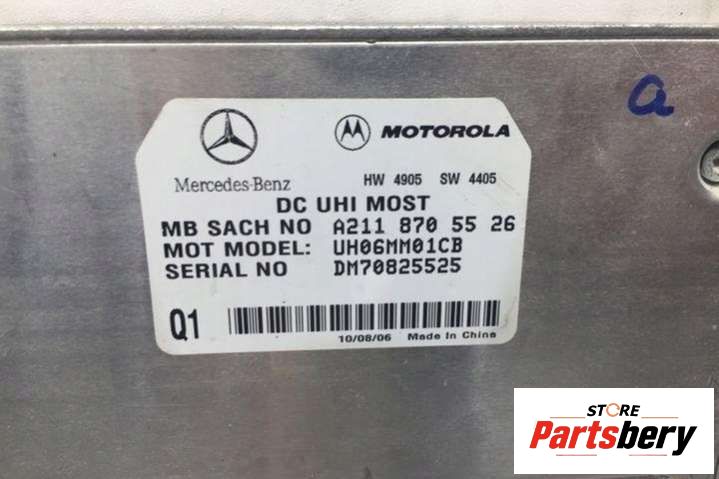 a
Mercedes-Benz
MOTOROLA
HW 4905 SW 4405
DC UHI MOST
MB SACH NO A211 870 55 26
MOT MODEL: UH06MM01CB
SERIAL NO DM70825525
Q1
10/08/06 Made In China
STORE
Partsbery